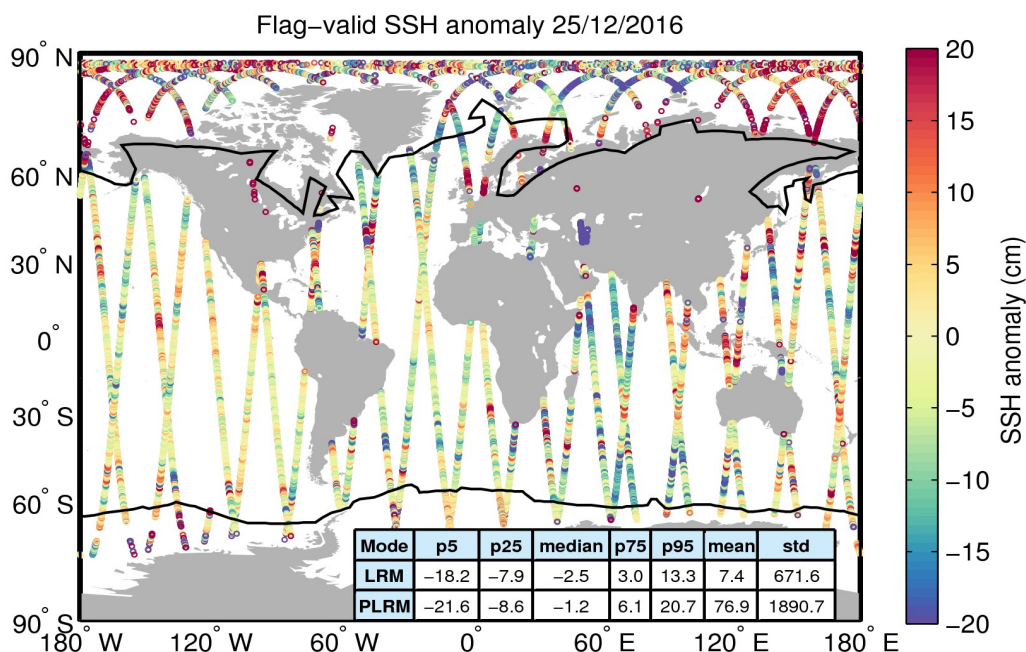 Flag−valid SSH anomaly 25/12/2016
90° N
60° N
30° N
0°
30° S
60° S
90° S
180° W 120° W 60° W 0° 60° E 120° E 180° E
Mode p5 p25 median p75 p95 mean std
LRM −18.2 −7.9 −2.5 3.0 13.3 7.4 671.6
PLRM −21.6 −8.6 −1.2 6.1 20.7 76.9 1890.7
20
15
10
5
0
−5
−10
−15
−20
SSH anomaly (cm)